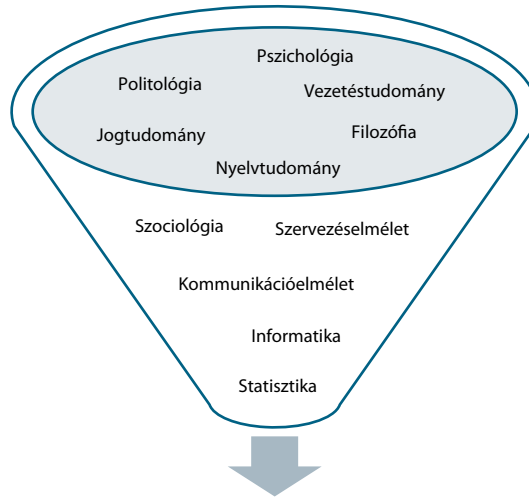 Pszichológia
Politológia
Vezetéstudomány
Jogtudomány
Filozófia
Nyelvtudomány
Szociológia
Szervezéselmélet
Kommunikációelmélet
Informatika
Statisztika